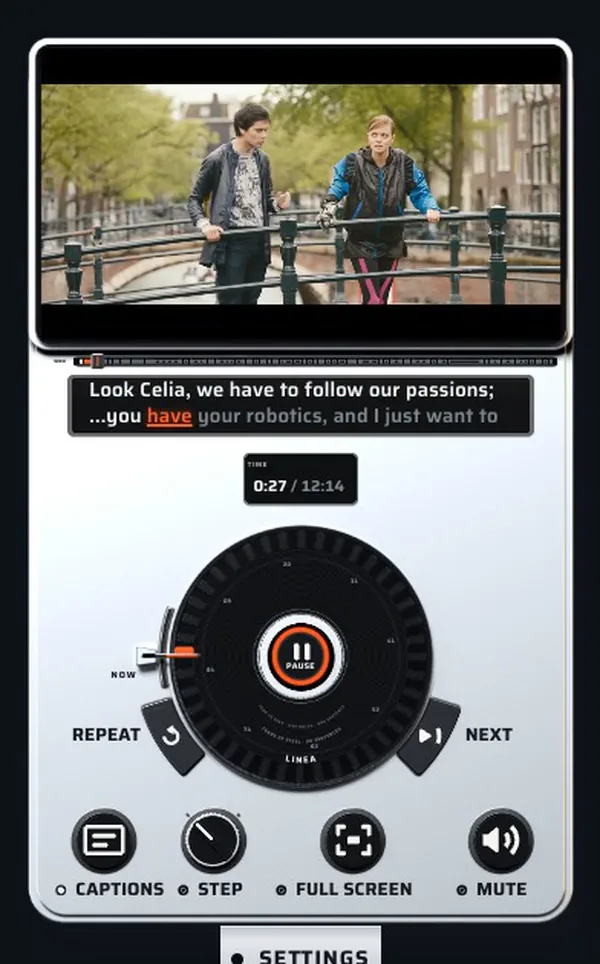 Look Celia, we have to follow our passions;
...you have your robotics, and I just want to
TIME
0:27 / 12:14
PAUSE
NOW
REPEAT
NEXT
LINEA
CAPTIONS
STEP
FULL SCREEN
MUTE
SETTINGS